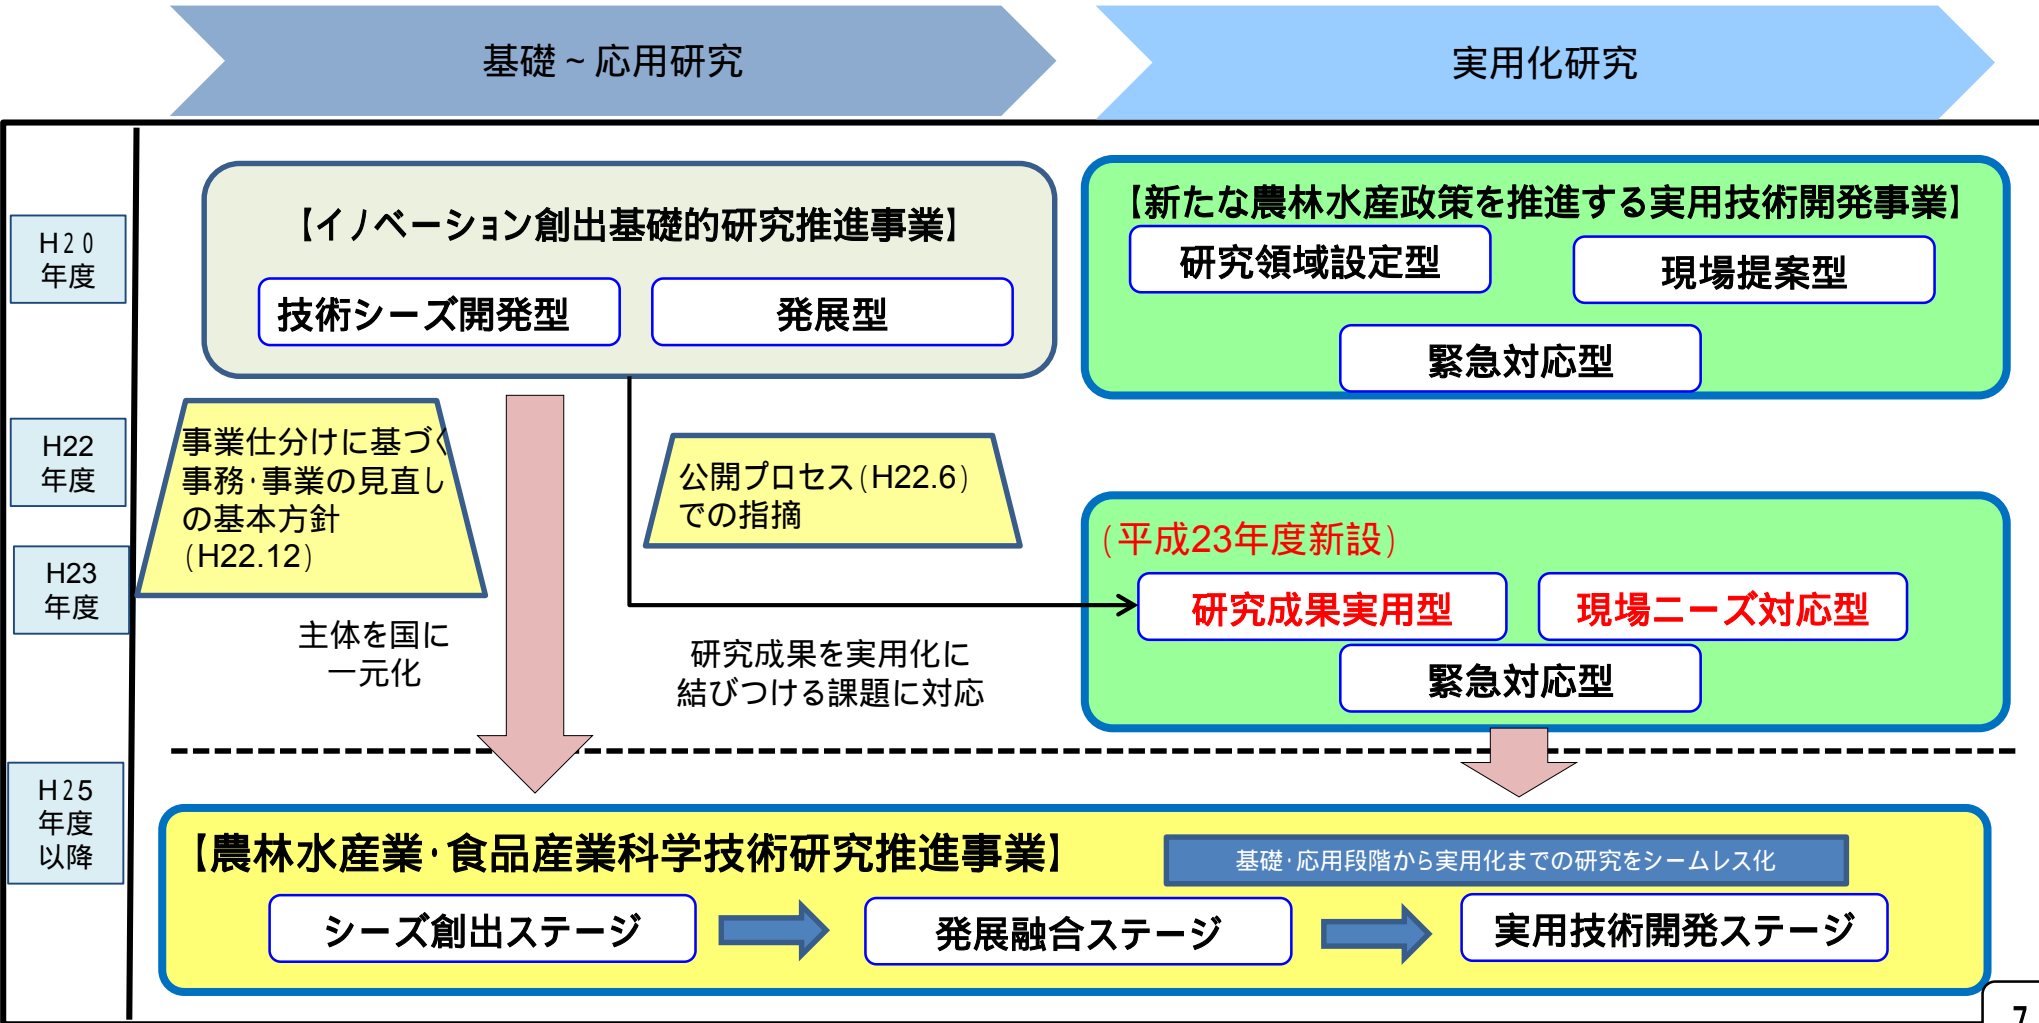 基礎～応用研究
実用化研究
H20
年度
【イノベーション創出基礎的研究推進事業】
技術シーズ開発型
発展型
【新たな農林水産政策を推進する実用技術開発事業】
研究領域設定型
現場提案型
緊急対応型
H22
年度
事業仕分けに基づく
事務・事業の見直し
の基本方針
(H22.12)
公開プロセス(H22.6)
での指摘
H23
年度
(平成23年度新設)
研究成果実用型
現場ニーズ対応型
緊急対応型
主体を国に
一元化
研究成果を実用化に
結びつける課題に対応
H25
年度
以降
【農林水産業・食品産業科学技術研究推進事業】
基礎・応用段階から実用化までの研究をシームレス化
シーズ創出ステージ
発展融合ステージ
実用技術開発ステージ
7